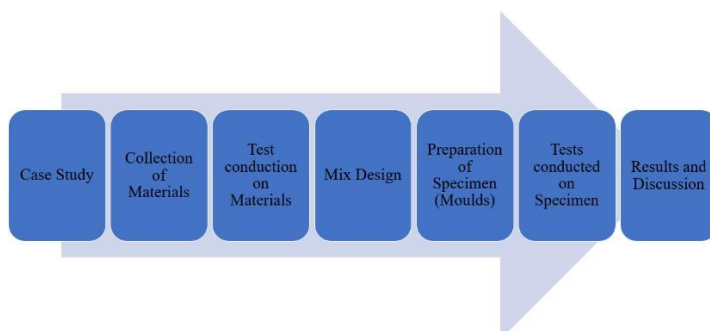 Case Study
Collection
of
Materials
Test
conduction
on
Materials
Mix Design
Preparation
of
Specimen
(Moulds)
Tests
conducted
on
Specimen
Results and
Discussion